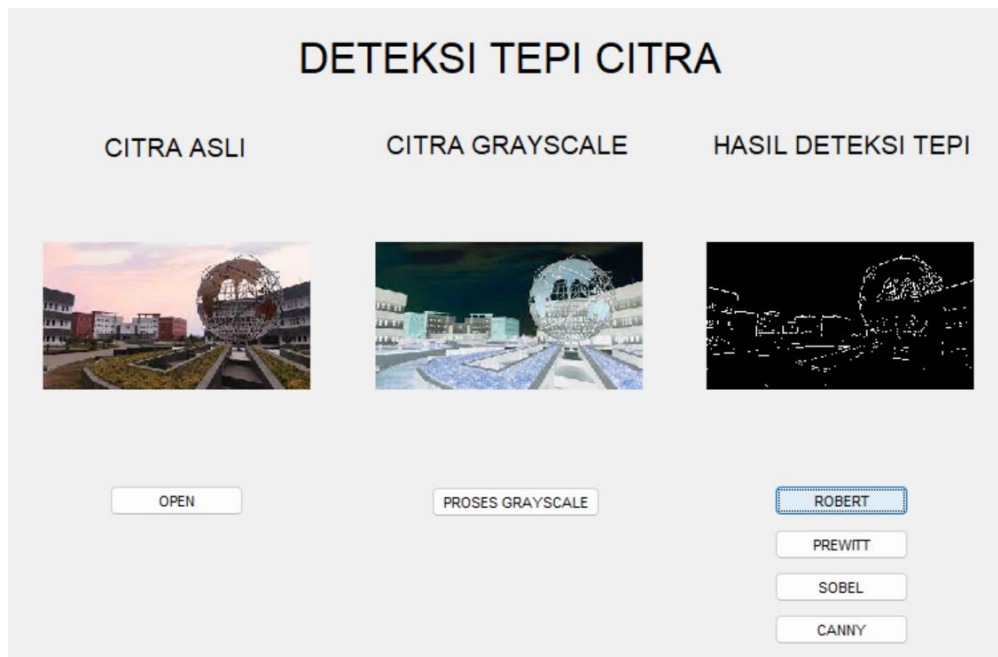 DETEKSI TEPI CITRA
CITRA ASLI
CITRA GRAYSCALE
HASIL DETEKSI TEPI
OPEN
PROSES GRAYSCALE
ROBERT
PREWITT
SOBEL
CANNY